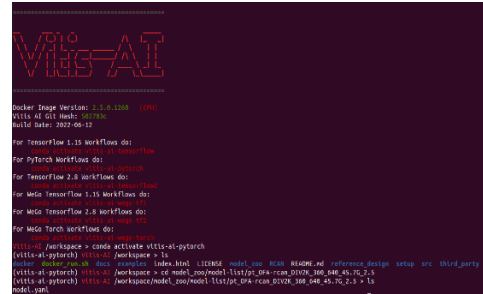 Vitis-AI
Docker Image Version: 2.5.0.1260 (CPU)
Vitis AI Git Hash: 502703c
Build Date: 2022-06-12
For TensorFlow 1.15 Workflows do:
conda activate vitis-ai-tensorflow
For PyTorch Workflows do:
conda activate vitis-ai-pytorch
For TensorFlow 2.8 Workflows do:
conda activate vitis-ai-tensorflow2
For WeGo Tensorflow 1.15 Workflows do:
conda activate vitis-ai-wego-tf1
For WeGo Tensorflow 2.8 Workflows do:
conda activate vitis-ai-wego-tf2
For WeGo Torch Workflows do:
conda activate vitis-ai-wego-torch
Vitis-AI /workspace > conda activate vitis-ai-pytorch
(vitis-ai-pytorch) Vitis-AI /workspace > ls
docker docker_run.sh docs examples index.html LICENSE model_zoo RCAN README.md reference_design setup src third_party
(vitis-ai-pytorch) Vitis-AI /workspace > cd model_zoo/model-list/pt_OFA-rcan_DIV2K_360_640_45.7G_2.5
(vitis-ai-pytorch) Vitis-AI /workspace/model_zoo/model-list/pt_OFA-rcan_DIV2K_360_640_45.7G_2.5 > ls
model.yaml